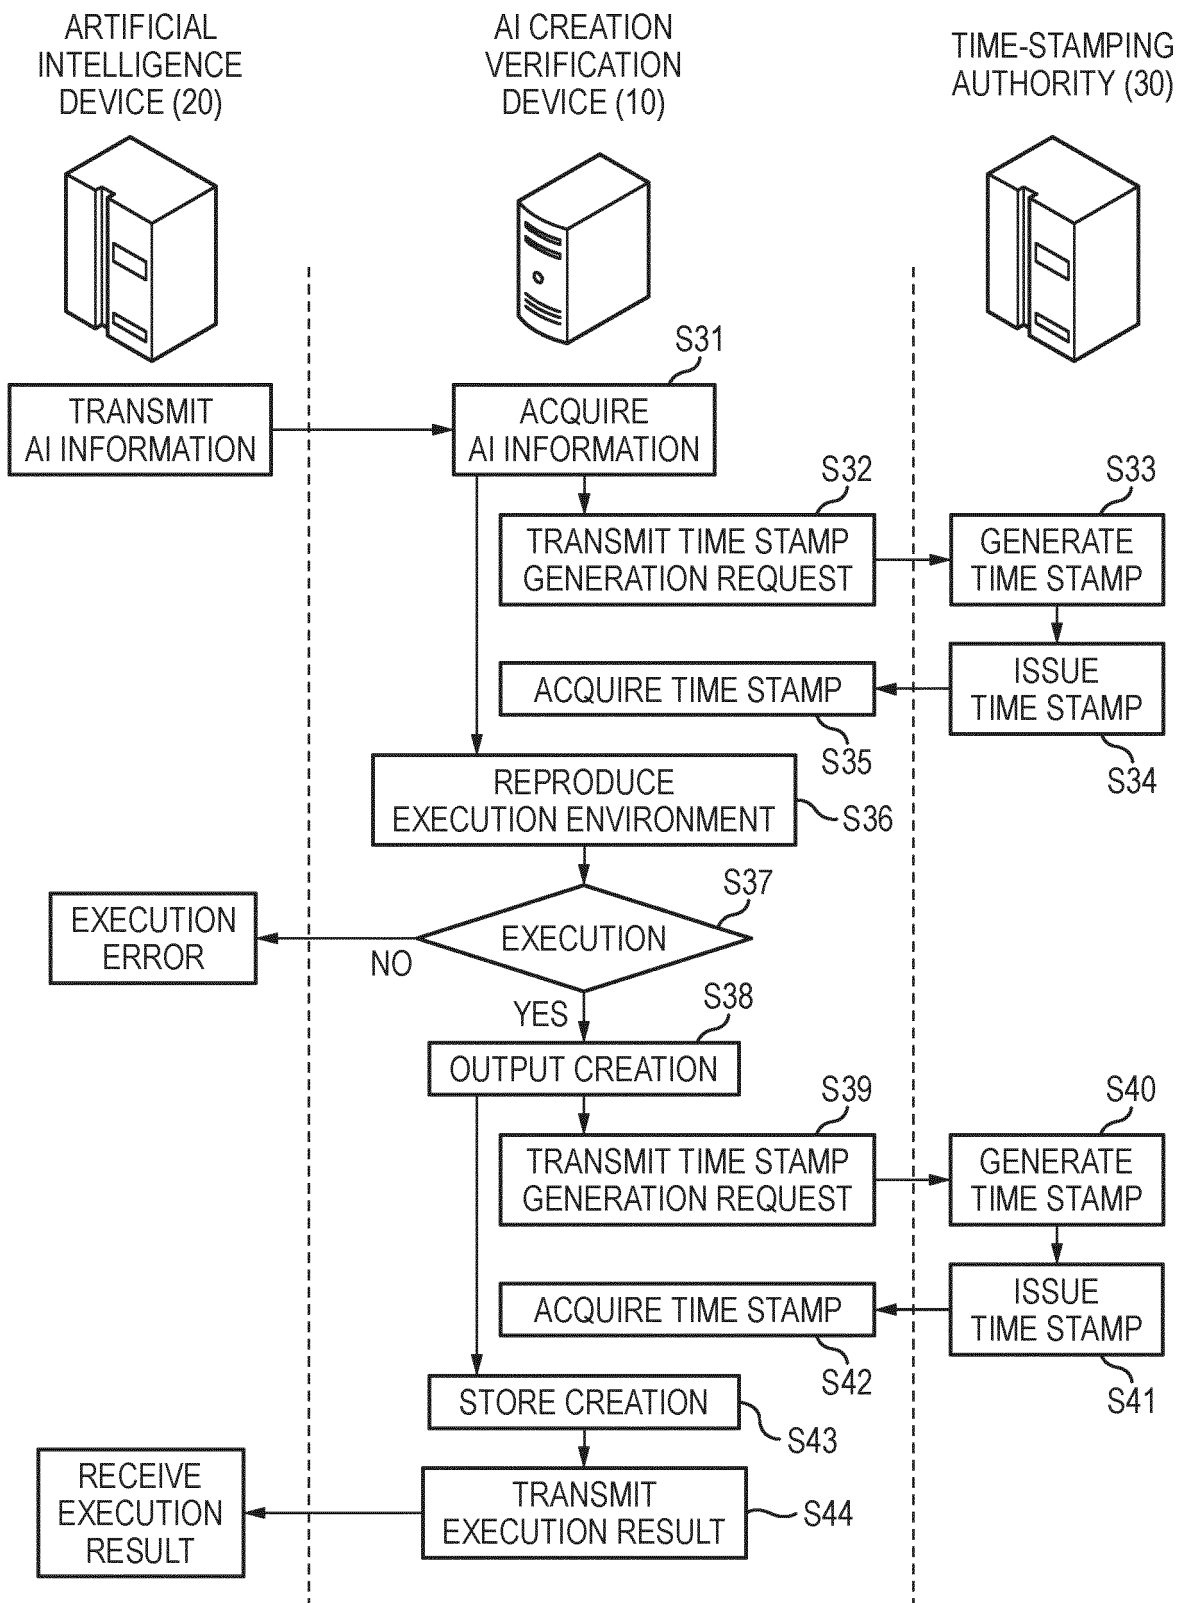 ARTIFICIAL
INTELLIGENCE
DEVICE (20)
AI CREATION
VERIFICATION
DEVICE (10)
TIME-STAMPING
AUTHORITY (30)
S31
TRANSMIT
AI INFORMATION
ACQUIRE
AI INFORMATION
S32
S33
TRANSMIT TIME STAMP
GENERATION REQUEST
GENERATE
TIME STAMP
ACQUIRE TIME STAMP
ISSUE
TIME STAMP
S35
S34
REPRODUCE
EXECUTION ENVIRONMENT
S36
S37
EXECUTION
ERROR
EXECUTION
NO
YES
S38
OUTPUT CREATION
S39
S40
TRANSMIT TIME STAMP
GENERATION REQUEST
GENERATE
TIME STAMP
ACQUIRE TIME STAMP
ISSUE
TIME STAMP
S42
S41
STORE CREATION
S43
RECEIVE
EXECUTION
RESULT
TRANSMIT
EXECUTION RESULT
S44